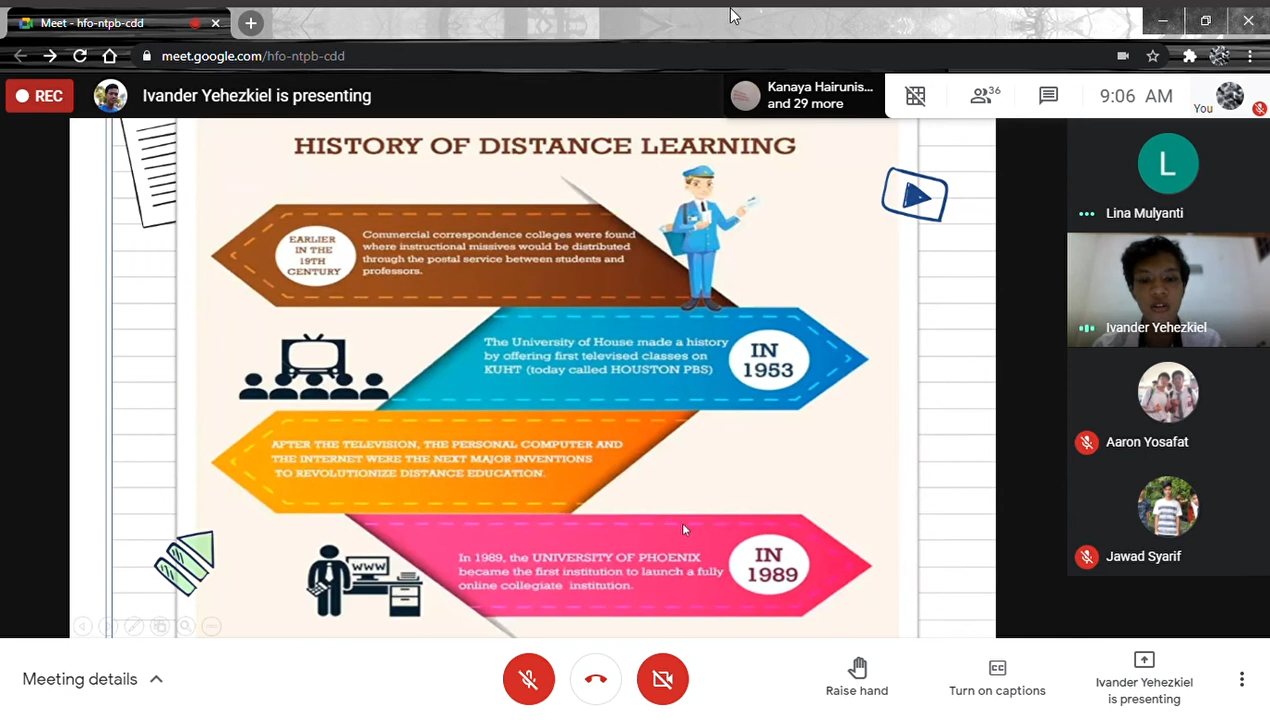 Meet - hfo-ntpb-cdd
meet.google.com/hfo-ntpb-cdd
REC
Ivander Yehezkiel is presenting
Kanaya Hairunis...
and 29 more
36
9:06 AM
You
HISTORY OF DISTANCE LEARNING
EARLIER
IN THE
19TH
CENTURY
Commercial correspondence colleges were found
where instructional missives would be distributed
through the postal service between students and
professors.
The University of House made a history
by offering first televised classes on
KUHT (today called HOUSTON PBS)
IN
1953
AFTER THE TELEVISION, THE PERSONAL COMPUTER AND
THE INTERNET WERE THE NEXT MAJOR INVENTIONS
TO REVOLUTIONIZE DISTANCE EDUCATION.
WWW
In 1989, the UNIVERSITY OF PHOENIX
became the first institution to launch a fully
online collegiate institution.
IN
1989
L
Lina Mulyanti
Ivander Yehezkiel
Aaron Yosafat
Jawad Syarif
Meeting details
Raise hand
CC
Turn on captions
Ivander Yehezkiel
is presenting